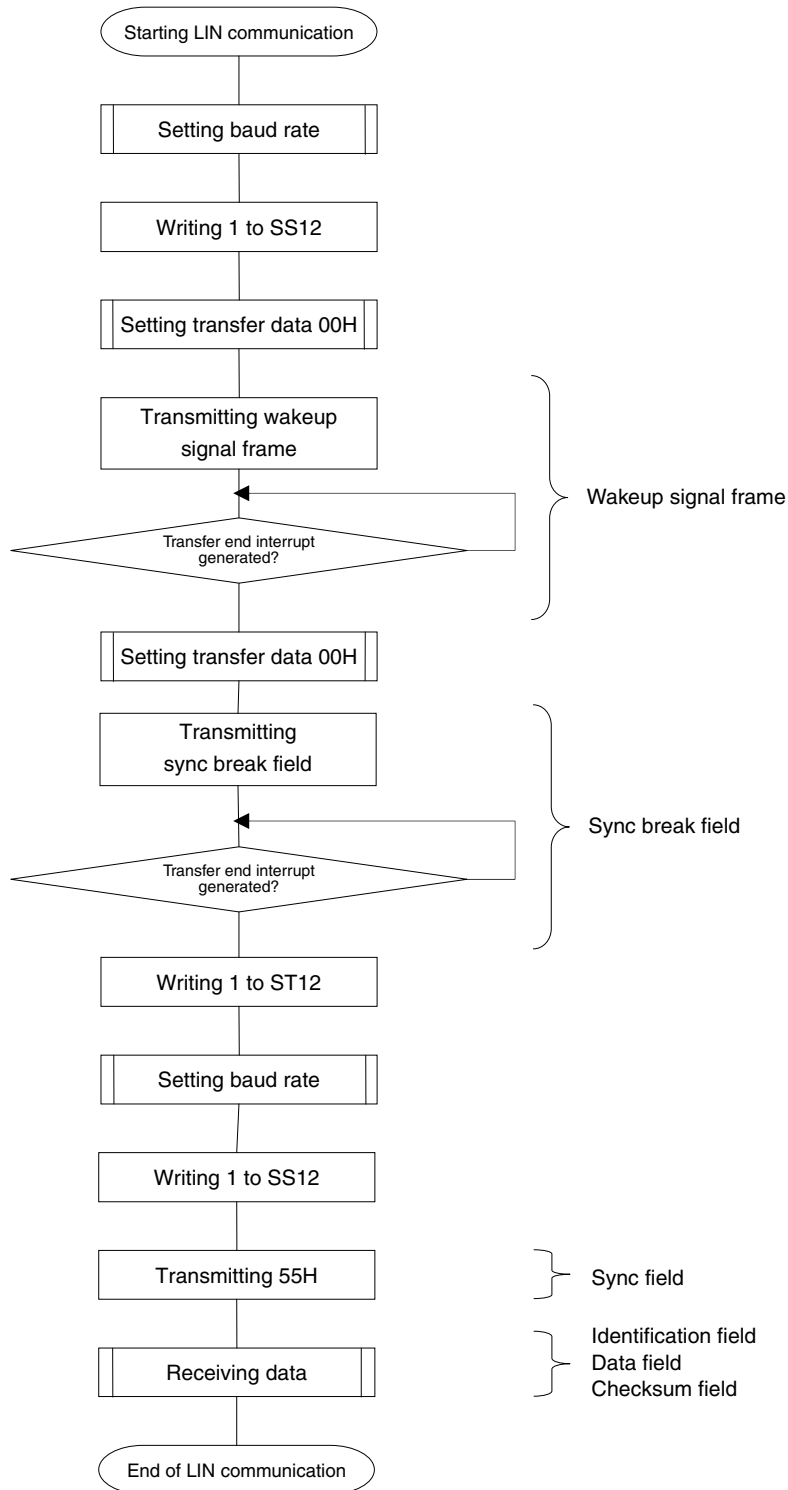 Starting LIN communication
Setting baud rate
Writing 1 to SS12
Setting transfer data 00H
Transmitting wakeup
signal frame
Wakeup signal frame
Transfer end interrupt
generated?
Setting transfer data 00H
Transmitting
sync break field
Sync break field
Transfer end interrupt
generated?
Writing 1 to ST12
Setting baud rate
Writing 1 to SS12
Transmitting 55H
Sync field
Receiving data
Identification field
Data field
Checksum field
End of LIN communication